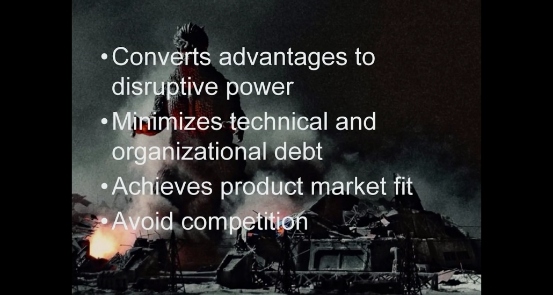 •Converts advantages to
disruptive power
•Minimizes technical and
organizational debt
•Achieves product market fit
•Avoid competition